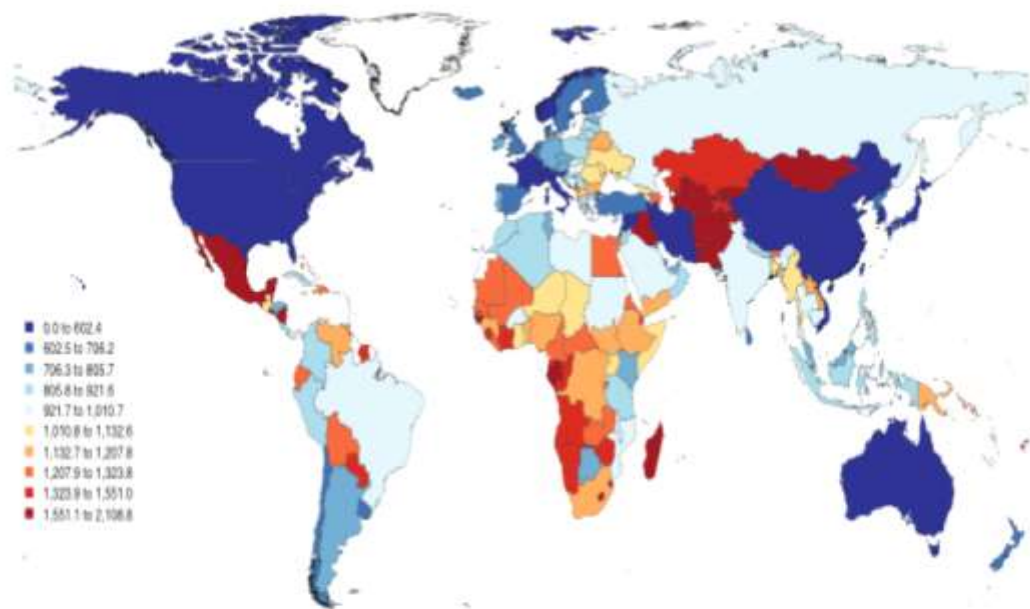 0.0 to 602.4
602.5 to 706.2
706.3 to 805.7
805.8 to 921.6
921.7 to 1,010.7
1,010.8 to 1,132.6
1,132.7 to 1,207.8
1,207.9 to 1,323.8
1,323.9 to 1,551.0
1,551.1 to 2,108.8